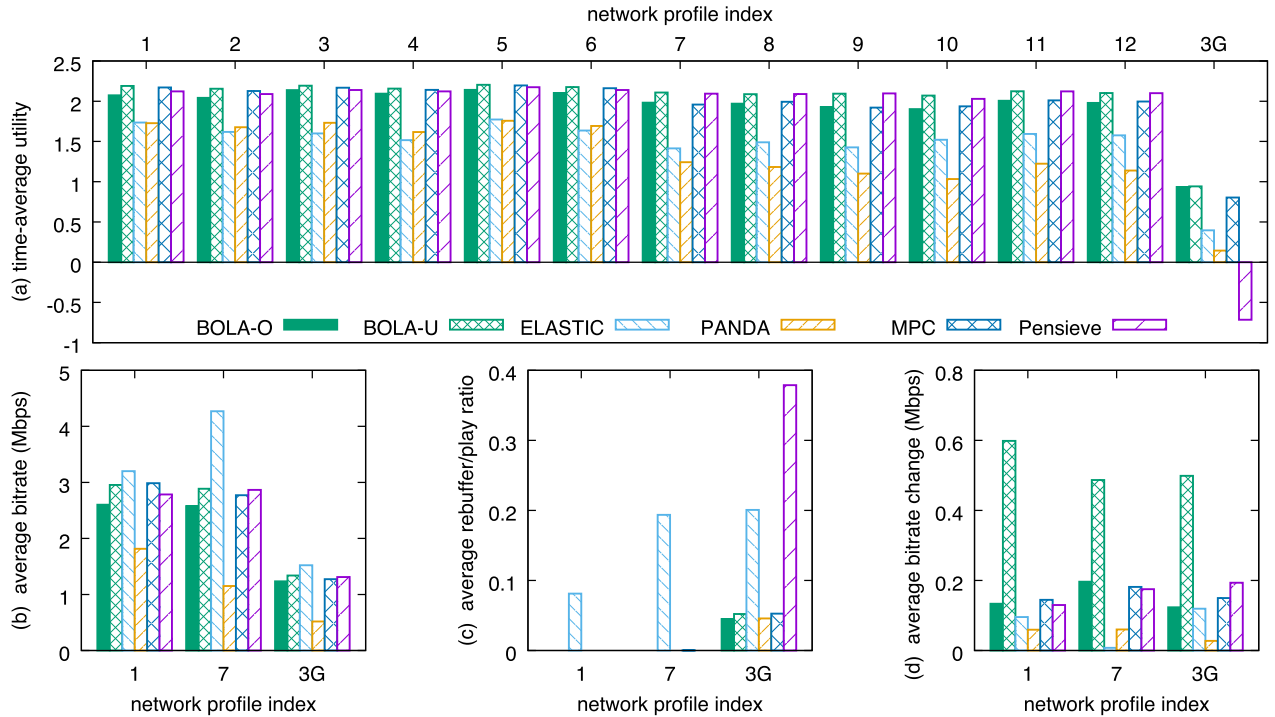 network profile index
1 2 3 4 5 6 7 8 9 10 11 12 3G
(a) time-average utility
2.5
2
1.5
1
0.5
0
-0.5
-1
BOLA-O BOLA-U ELASTIC PANDA MPC Pensieve
(b) average bitrate (Mbps)
5
4
3
2
1
0
1 7 3G
network profile index
(c) average rebuffer/play ratio
0.4
0.3
0.2
0.1
0
1 7 3G
network profile index
(d) average bitrate change (Mbps)
0.8
0.6
0.4
0.2
0
1 7 3G
network profile index